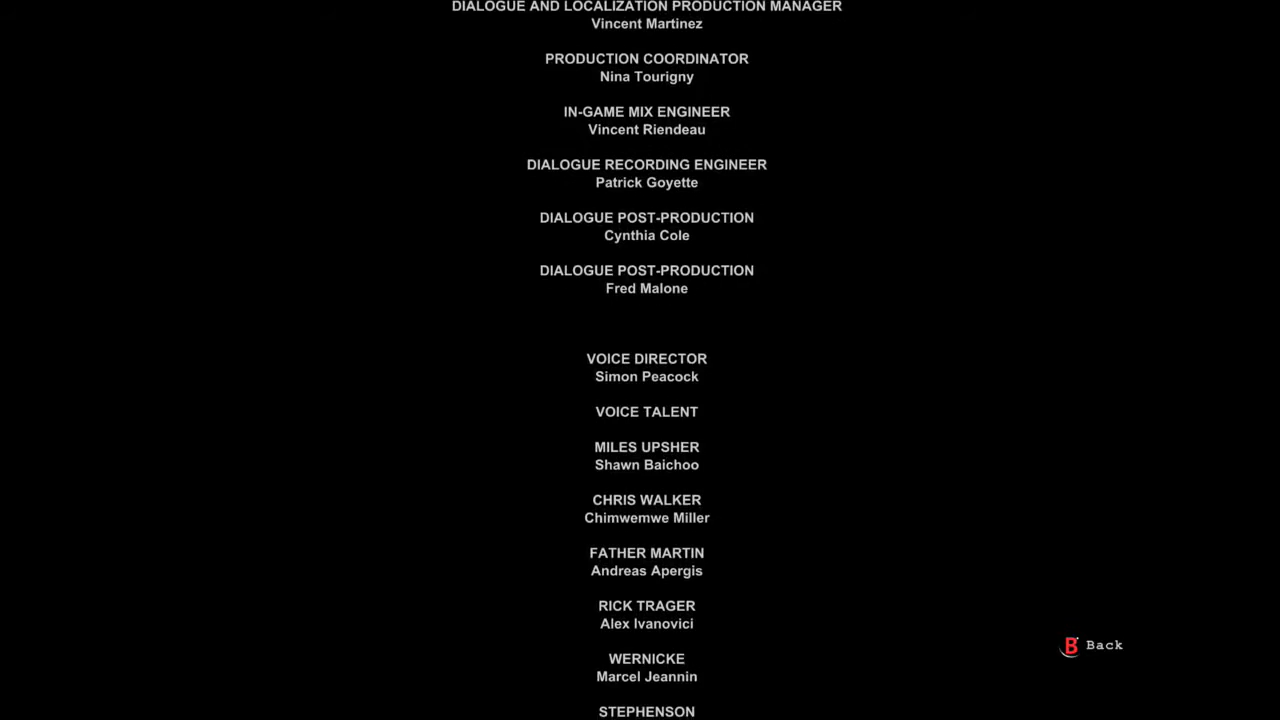 DIALOGUE AND LOCALIZATION PRODUCTION MANAGER
Vincent Martinez
PRODUCTION COORDINATOR
Nina Tourigny
IN-GAME MIX ENGINEER
Vincent Riendeau
DIALOGUE RECORDING ENGINEER
Patrick Goyette
DIALOGUE POST-PRODUCTION
Cynthia Cole
DIALOGUE POST-PRODUCTION
Fred Malone
VOICE DIRECTOR
Simon Peacock
VOICE TALENT
MILES UPSHER
Shawn Baichoo
CHRIS WALKER
Chimwemwe Miller
FATHER MARTIN
Andreas Apergis
RICK TRAGER
Alex Ivanovici
B Back
WERNICKE
Marcel Jeannin
STEPHENSON